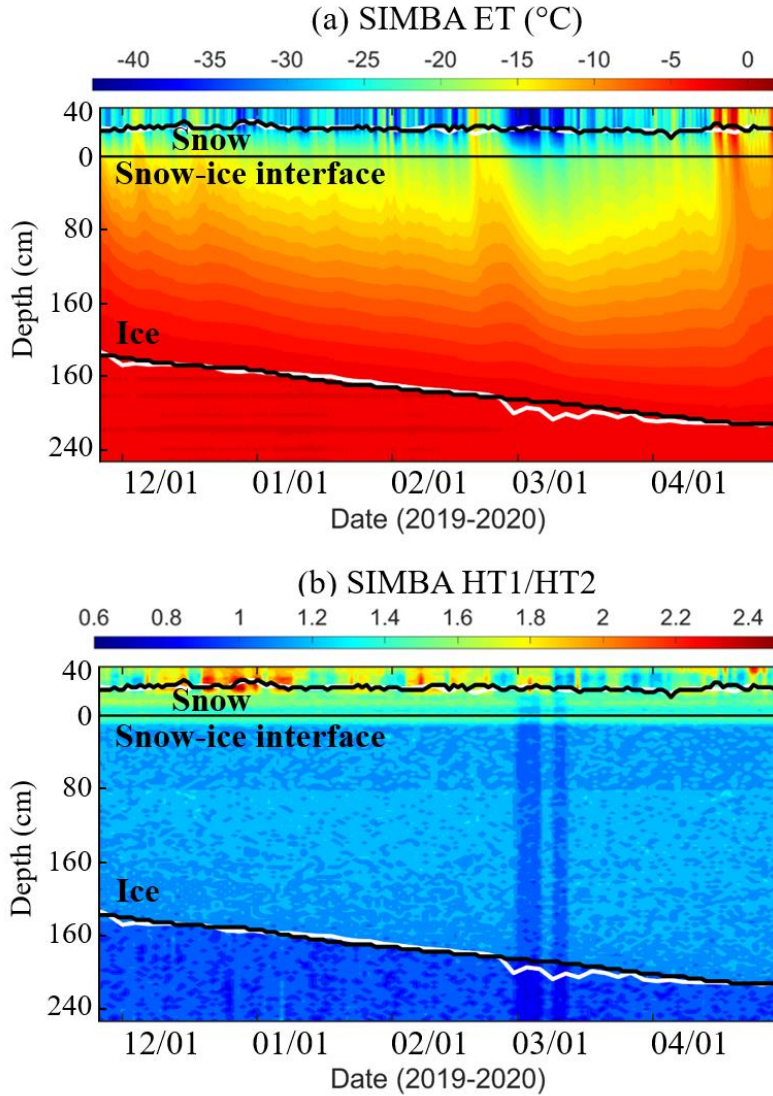 (a) SIMBA ET (°C)
-40 -35 -30 -25 -20 -15 -10 -5 0
40
Snow
0
Snow-ice interface
80
160
Ice
160
240
Depth (cm)
12/01 01/01 02/01 03/01 04/01
Date (2019-2020)
(b) SIMBA HT1/HT2
0.6 0.8 1 1.2 1.4 1.6 1.8 2 2.2 2.4
40
Snow
0
Snow-ice interface
80
160
Ice
160
240
Depth (cm)
12/01 01/01 02/01 03/01 04/01
Date (2019-2020)